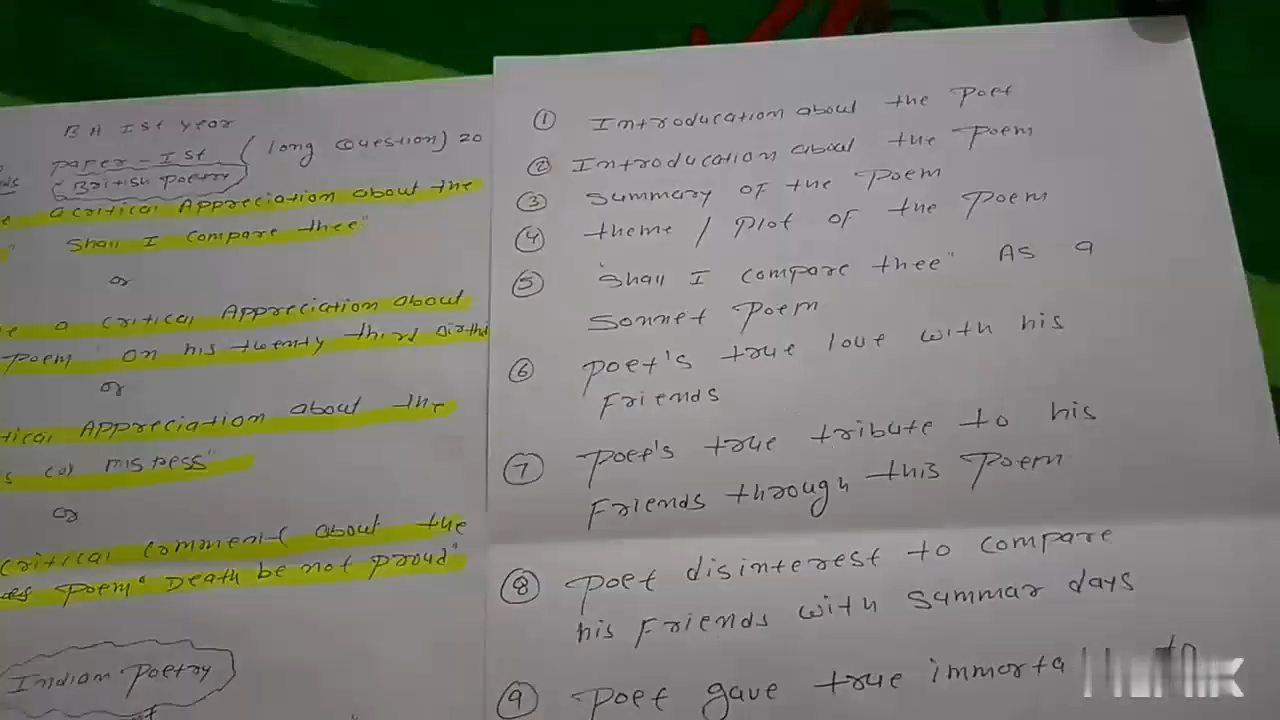 BA Ist year
Paper - Ist (long Question) 20
(British Poetry)
a critical Appreciation about the
" Shall I compare thee"
or
a critical Appreciation about
Poem " on his twenty third Birth
or
tical Appreciation about the
mistress"
or
critical comment about the
Poem " Death be not proud"
Indian Poetry
① Introducation about the Poet
② Introducation about the Poem
③ Summary of the Poem
④ theme / Plot of the Poem
⑤ "Shall I compare thee" As a
Sonnet Poem
⑥ Poet's true love with his
Friends
⑦ Poet's true tribute to his
Friends through this Poem
⑧ Poet disinterest to compare
his Friends with Summar days
⑨ Poet gave true immorta to